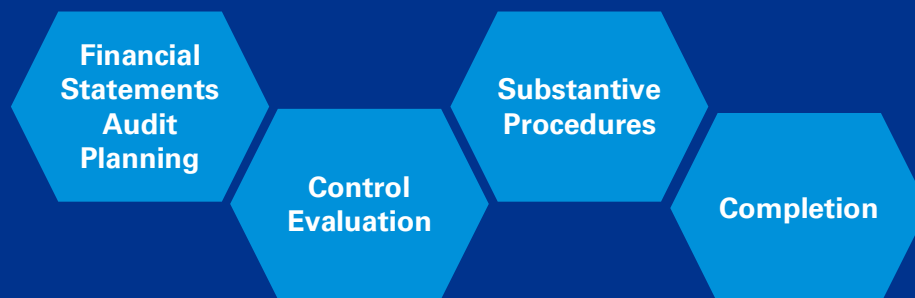 Financial
Statements
Audit
Planning
Control
Evaluation
Substantive
Procedures
Completion